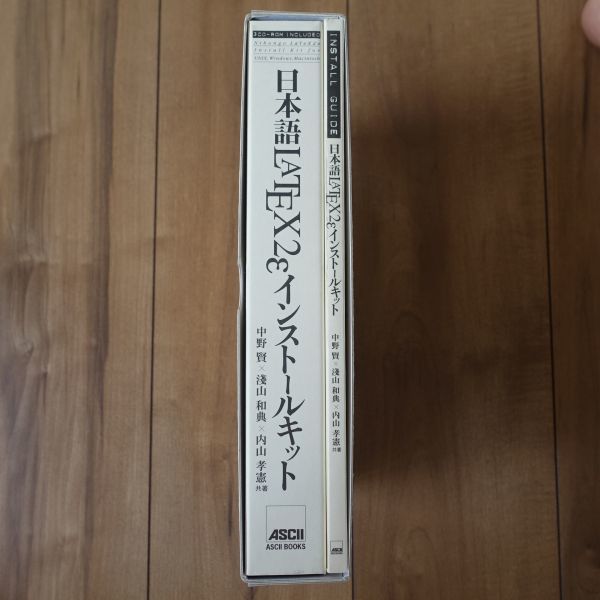 3CD-ROM INCLUDED
Nihongo LaTeX2e
Install Kit for
UNIX, Windows, Macintosh
日本語LATEX2εインストールキット
中野 賢×淺山 和典×内山 孝憲 共著
ASCII
ASCII BOOKS
INSTALL GUIDE
日本語LATEX2εインストールキット
中野 賢×淺山 和典×内山 孝憲 共著
ASCII